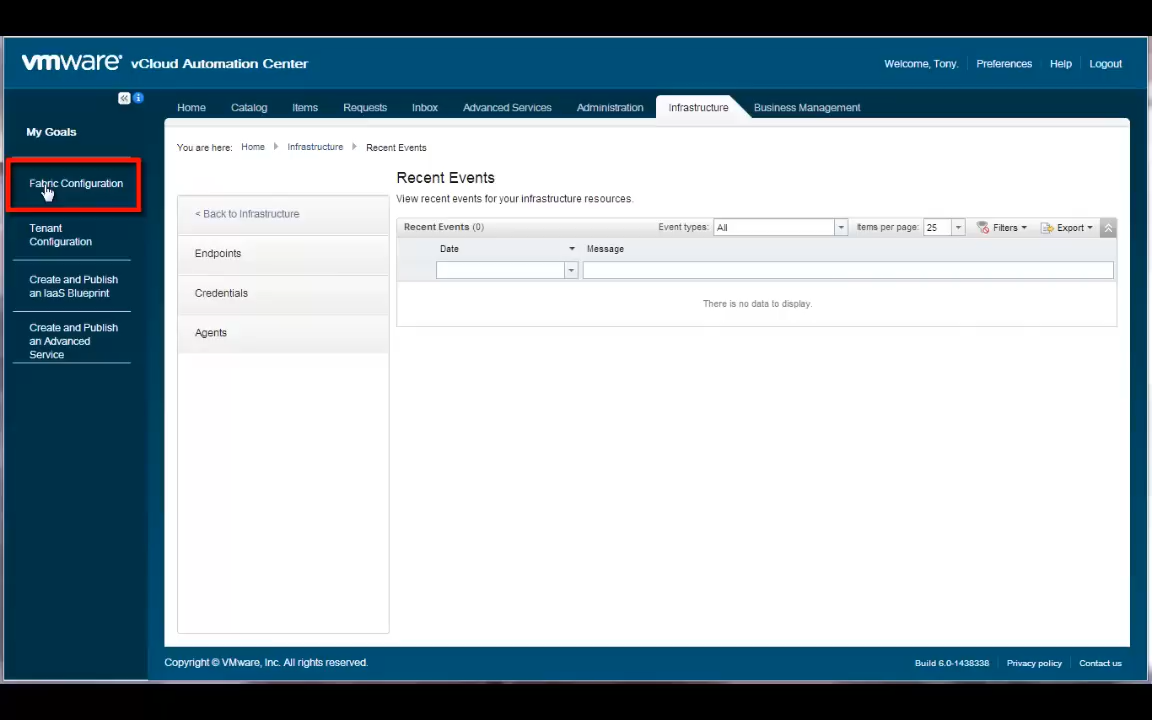 vmware® vCloud Automation Center
Welcome, Tony. Preferences Help Logout
Home Catalog Items Requests Inbox Advanced Services Administration Infrastructure Business Management
My Goals
Fabric Configuration
Tenant
Configuration
Create and Publish
an IaaS Blueprint
Create and Publish
an Advanced
Service
You are here: Home Infrastructure Recent Events
< Back to Infrastructure
Endpoints
Credentials
Agents
Recent Events
View recent events for your infrastructure resources.
Recent Events (0) Event types: All Items per page: 25 Filters Export
Date Message
There is no data to display.
Copyright © VMware, Inc. All rights reserved.
Build 6.0-1438338 Privacy policy Contact us